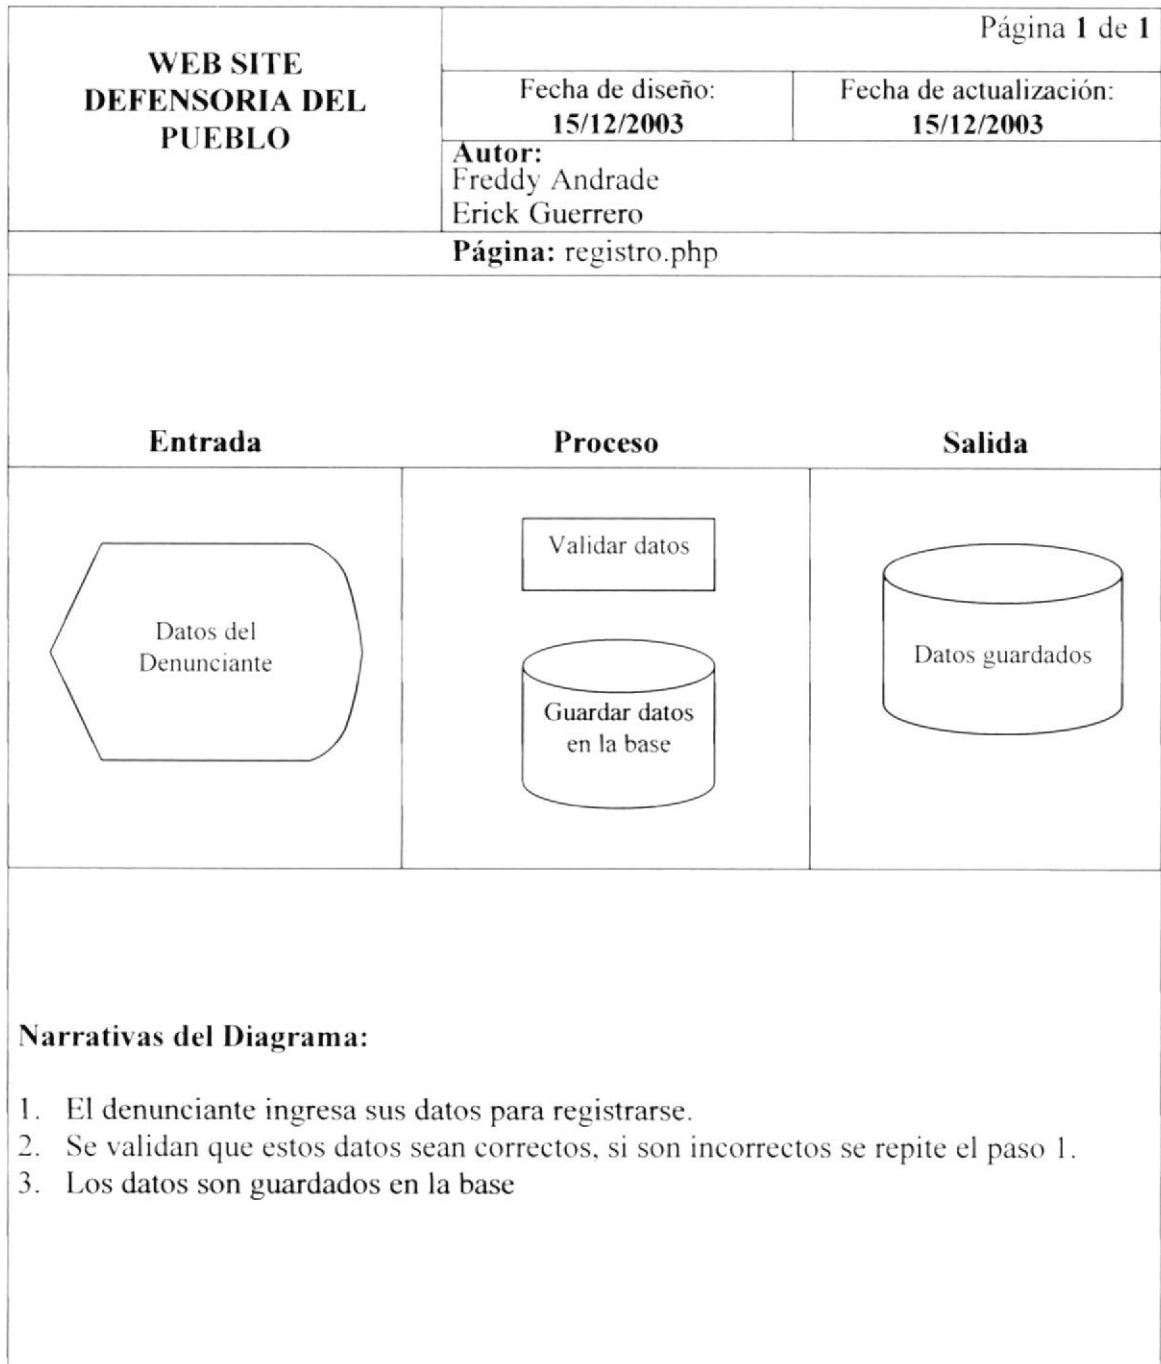 WEB SITE
DEFENSORIA DEL
PUEBLO
Página 1 de 1
Fecha de diseño:
15/12/2003
Fecha de actualización:
15/12/2003
Autor:
Freddy Andrade
Erick Guerrero
Página: registro.php
Entrada
Proceso
Salida
Datos del
Denunciante
Validar datos
Guardar datos
en la base
Datos guardados
Narrativas del Diagrama:
1. El denunciante ingresa sus datos para registrarse.
2. Se validan que estos datos sean correctos, si son incorrectos se repite el paso 1.
3. Los datos son guardados en la base